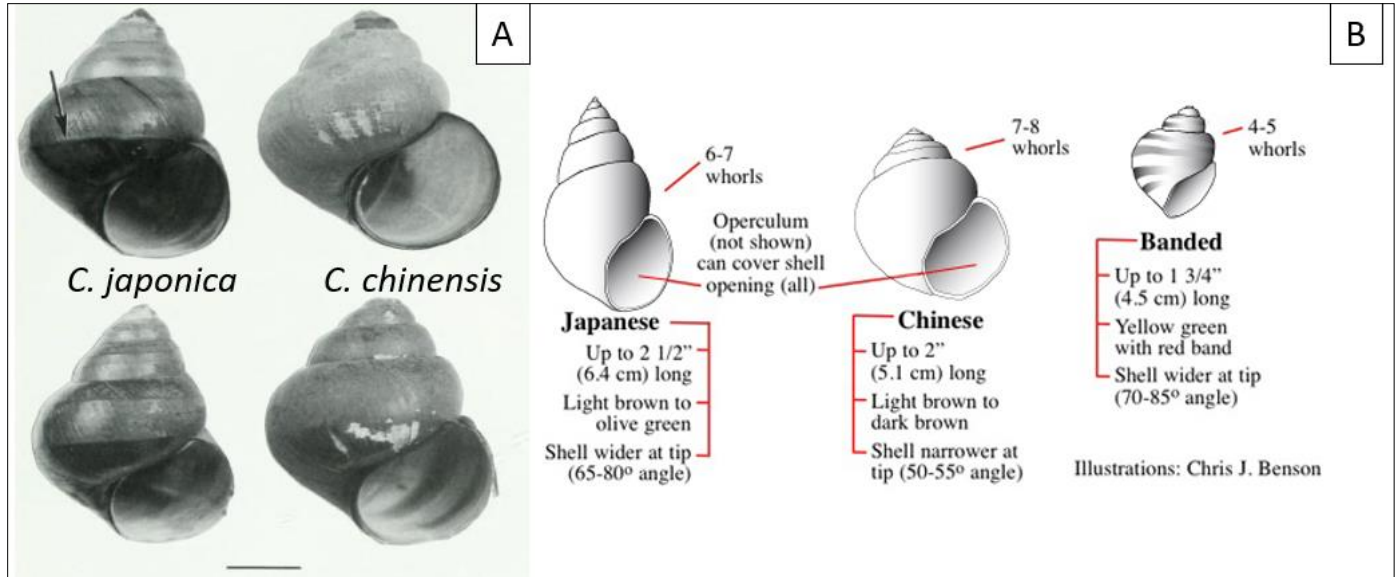 A
B
C. japonica
C. chinensis
6-7
whorls
7-8
whorls
4-5
whorls
Operculum
(not shown)
can cover shell
opening (all)
Japanese
Up to 2 1/2”
(6.4 cm) long
Light brown to
olive green
Shell wider at tip
(65-80º angle)
Chinese
Up to 2”
(5.1 cm) long
Light brown to
dark brown
Shell narrower at
tip (50-55º angle)
Banded
Up to 1 3/4”
(4.5 cm) long
Yellow green
with red band
Shell wider at tip
(70-85º angle)
Illustrations: Chris J. Benson